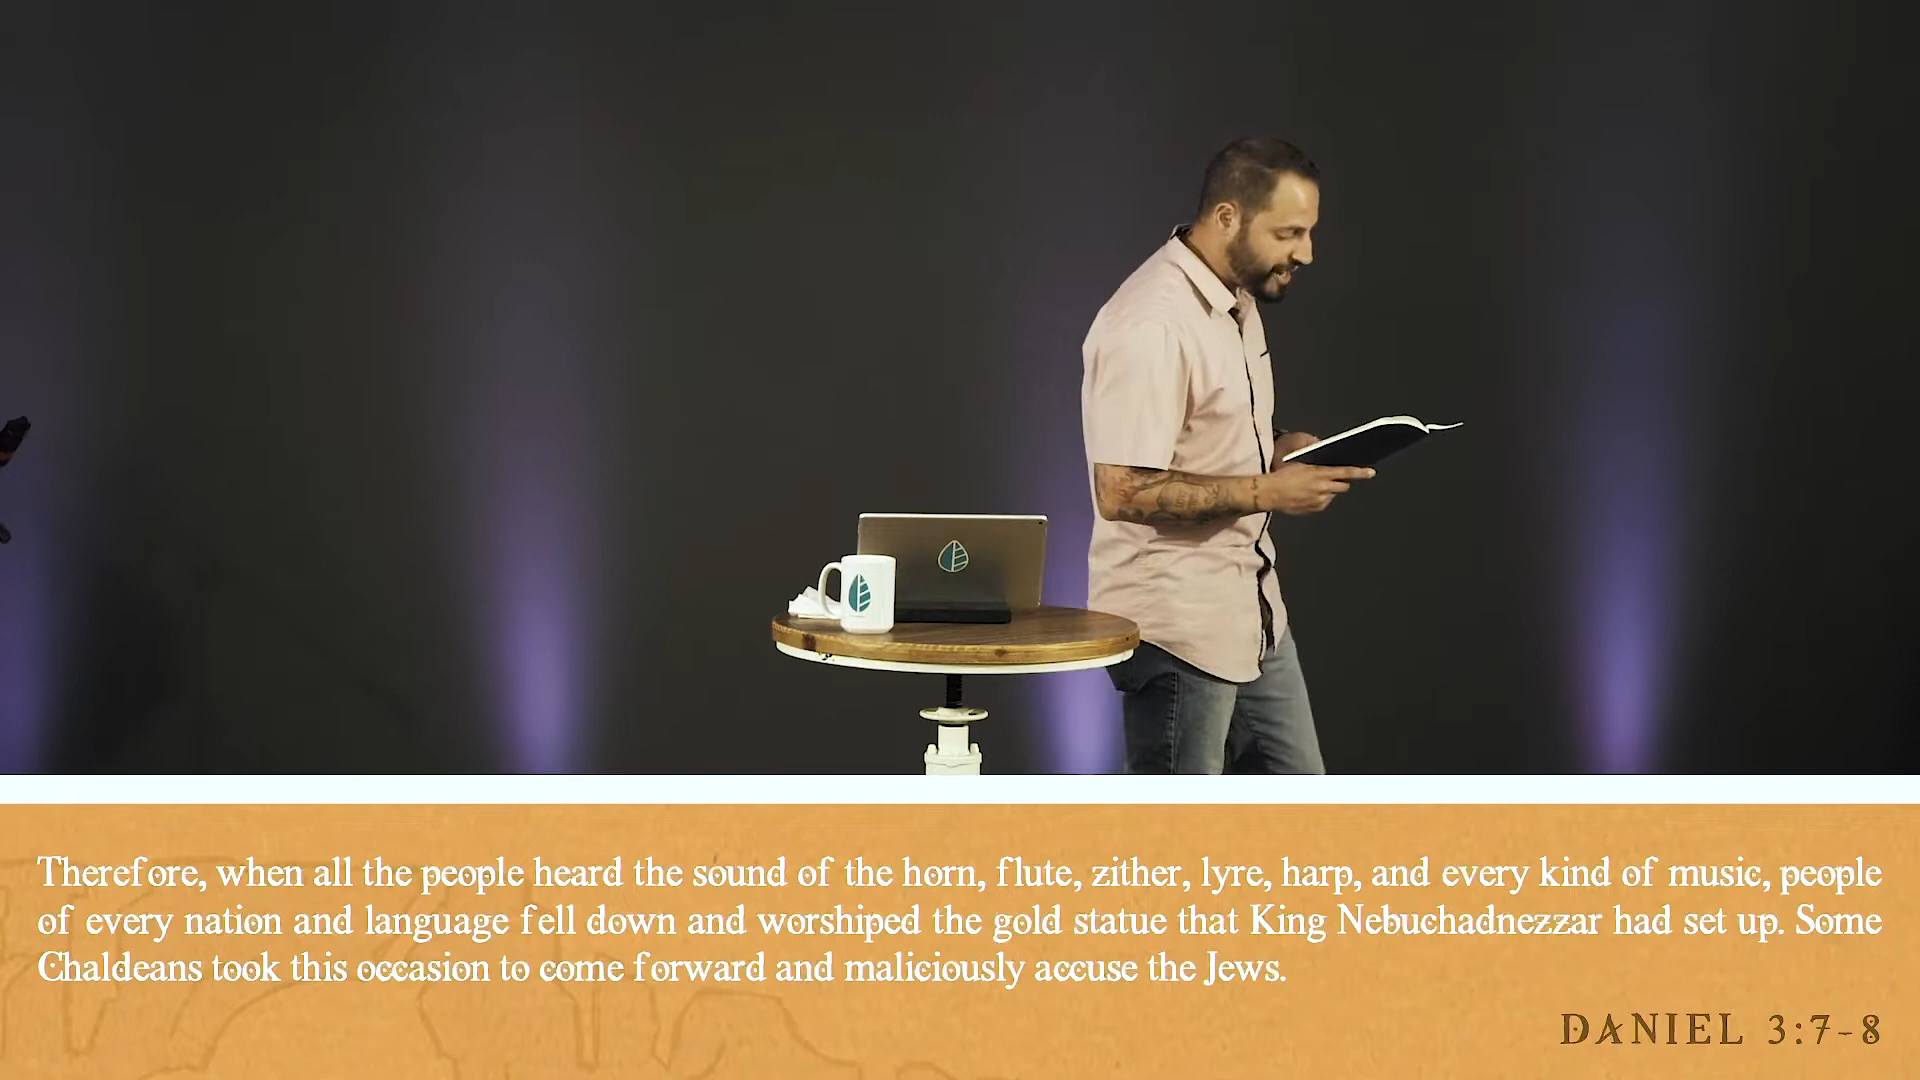 Therefore, when all the people heard the sound of the horn, flute, zither, lyre, harp, and every kind of music, people
of every nation and language fell down and worshiped the gold statue that King Nebuchadnezzar had set up. Some
Chaldeans took this occasion to come forward and maliciously accuse the Jews.
DANIEL 3:7-8